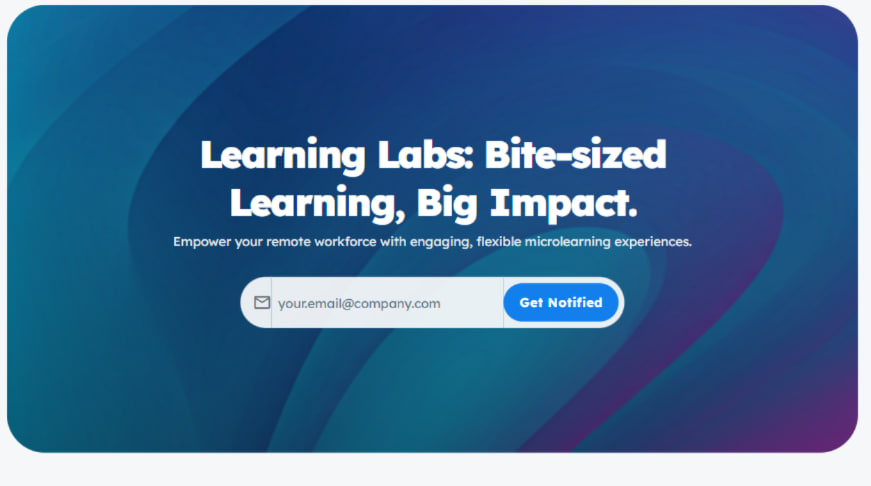 Learning Labs: Bite-sized
Learning, Big Impact.
Empower your remote workforce with engaging, flexible microlearning experiences.
your.email@company.com
Get Notified